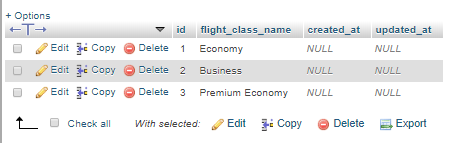 + Options
←T→ id flight_class_name created_at updated_at
Edit Copy Delete 1 Economy NULL NULL
Edit Copy Delete 2 Business NULL NULL
Edit Copy Delete 3 Premium Economy NULL NULL
Check all With selected: Edit Copy Delete Export